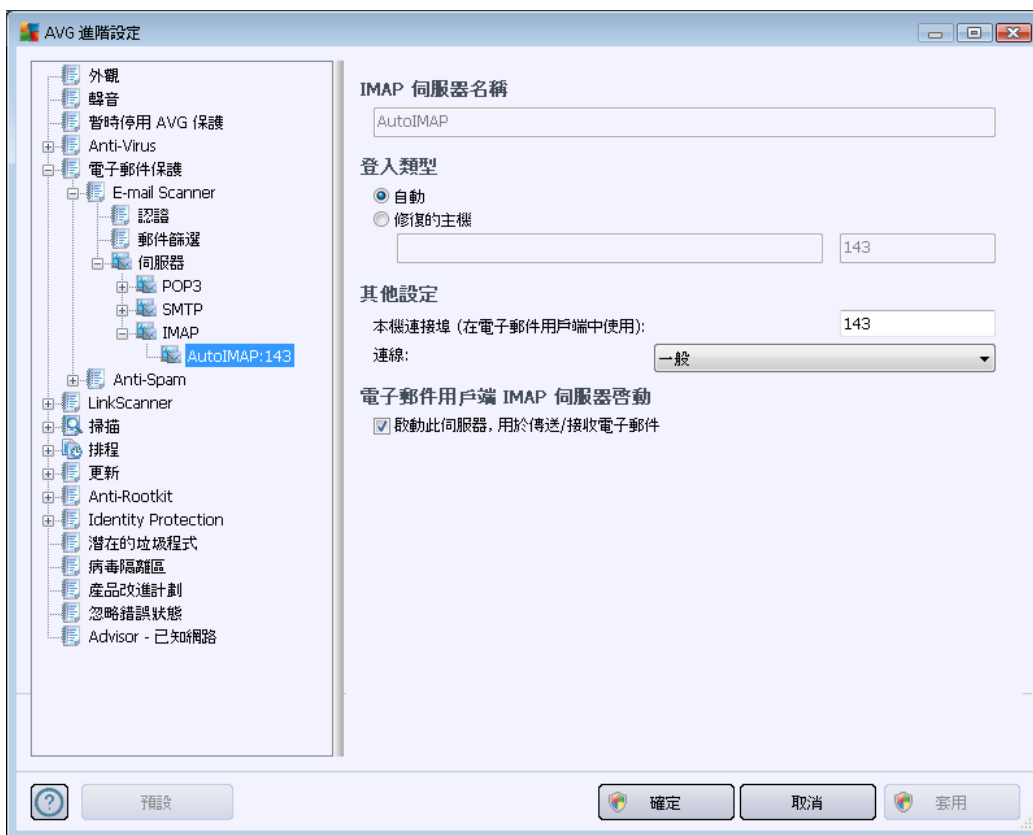 AVG 進階設定
外觀
聲音
暫時停用 AVG 保護
Anti-Virus
電子郵件保護
E-mail Scanner
認證
郵件篩選
伺服器
POP3
SMTP
IMAP
AutoIMAP:143
Anti-Spam
LinkScanner
掃描
排程
更新
Anti-Rootkit
Identity Protection
潛在的垃圾程式
病毒隔離區
產品改進計劃
忽略錯誤狀態
Advisor - 已知網路
IMAP 伺服器名稱
AutoIMAP
登入類型
自動
修復的主機
143
其他設定
本機連接埠 (在電子郵件用戶端中使用): 143
連線: 一般
電子郵件用戶端 IMAP 伺服器啓動
啟動此伺服器, 用於傳送/接收電子郵件
? 預設 確定 取消 套用